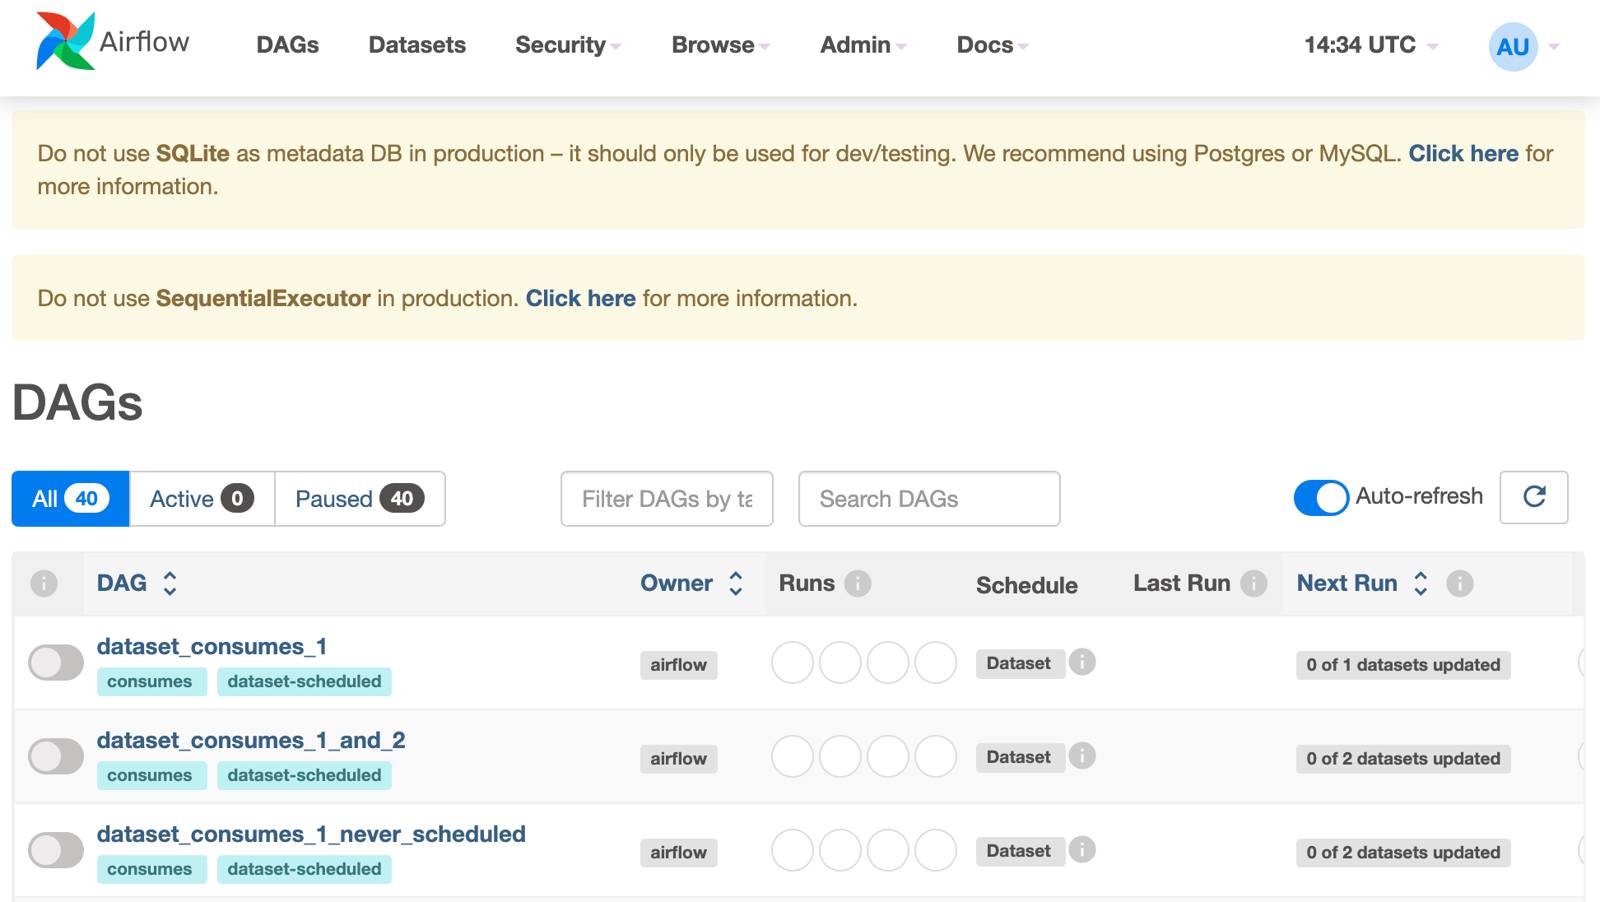 Airflow DAGs Datasets Security Browse Admin Docs 14:34 UTC AU
Do not use SQLite as metadata DB in production – it should only be used for dev/testing. We recommend using Postgres or MySQL. Click here for
more information.
Do not use SequentialExecutor in production. Click here for more information.
DAGs
All 40 Active 0 Paused 40 Filter DAGs by ta Search DAGs Auto-refresh
i DAG Owner Runs i Schedule Last Run i Next Run i
dataset_consumes_1
consumes dataset-scheduled airflow Dataset i 0 of 1 datasets updated
dataset_consumes_1_and_2
consumes dataset-scheduled airflow Dataset i 0 of 2 datasets updated
dataset_consumes_1_never_scheduled
consumes dataset-scheduled airflow Dataset i 0 of 2 datasets updated